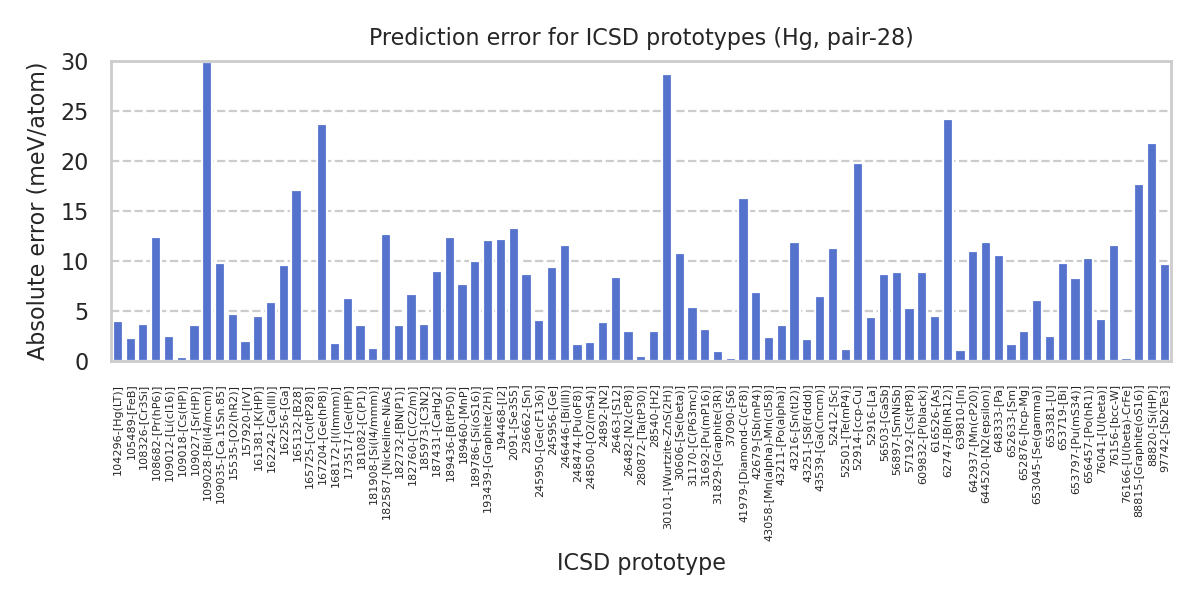 Prediction error for ICSD prototypes (Hg, pair-28)
Absolute error (meV/atom)
30
25
20
15
10
5
0
104296-[Hg(LT)]
105489-[FeB]
108326-[Cr3Si]
108682-[Pr(hP6)]
109012-[Li(cI16)]
109018-[Cs(HP)]
109027-[Sr(HP)]
109028-[Bi(I4/mcm)]
109035-[Ca.15Sn.85]
15535-[O2(hR2)]
157920-[IrV]
161381-[K(HP)]
162242-[Ca(III)]
162256-[Ga]
165132-[B28]
165725-[Co(tP28)]
167204-[Ge(hP8)]
168172-[I(Immm)]
173517-[Ge(HP)]
181082-[C(P1)]
181908-[Si(I4/mmm)]
182587-[Nickeline-NiAs]
182732-[BN(P1)]
182760-[C(C2/m)]
185973-[C3N2]
187431-[CaHg2]
189436-[B(tP50)]
189460-[MnP]
189786-[Si(oS16)]
193439-[Graphite(2H)]
194468-[I2]
2091-[Se3S5]
236662-[Sn]
245950-[Ge(cF136)]
245956-[Ge]
246446-[Bi(III)]
248474-[Pu(oF8)]
248500-[O2(mS4)]
24892-[N2]
26463-[S12]
26482-[N2(cP8)]
280872-[Ta(tP30)]
28540-[H2]
30101-[Wurtzite-ZnS(2H)]
30606-[Se(beta)]
31170-[C(P63mc)]
31692-[Pu(mP16)]
31829-[Graphite(3R)]
37090-[S6]
41979-[Diamond-C(cF8)]
42679-[Sb(mP4)]
43058-[Mn(alpha)-Mn(cI58)]
43211-[Po(alpha)]
43216-[Sn(tI2)]
43251-[S8(Fddd)]
43539-[Ga(Cmcm)]
52412-[Sc]
52501-[Te(mP4)]
52914-[ccp-Cu]
52916-[La]
56503-[GaSb]
56897-[SmNiSb]
57192-[Cs(tP8)]
609832-[P(black)]
616526-[As]
62747-[B(hR12)]
639810-[In]
642937-[Mn(cP20)]
644520-[N2(epsilon)]
648333-[Pa]
652633-[Sm]
652876-[hcp-Mg]
653045-[Se(gamma)]
653381-[U]
653719-[Bi]
653797-[Pu(mS34)]
656457-[Po(hR1)]
76041-[U(beta)]
76156-[bcc-W]
76166-[U(beta)-CrFe]
88815-[Graphite(oS16)]
88820-[Si(HP)]
97742-[Sb2Te3]
ICSD prototype